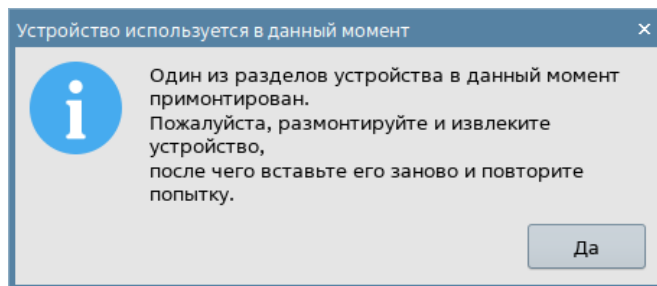 Устройство используется в данный момент
Один из разделов устройства в данный момент
примонтирован.
Пожалуйста, размонтируйте и извлеките
устройство,
после чего вставьте его заново и повторите
попытку.
Да